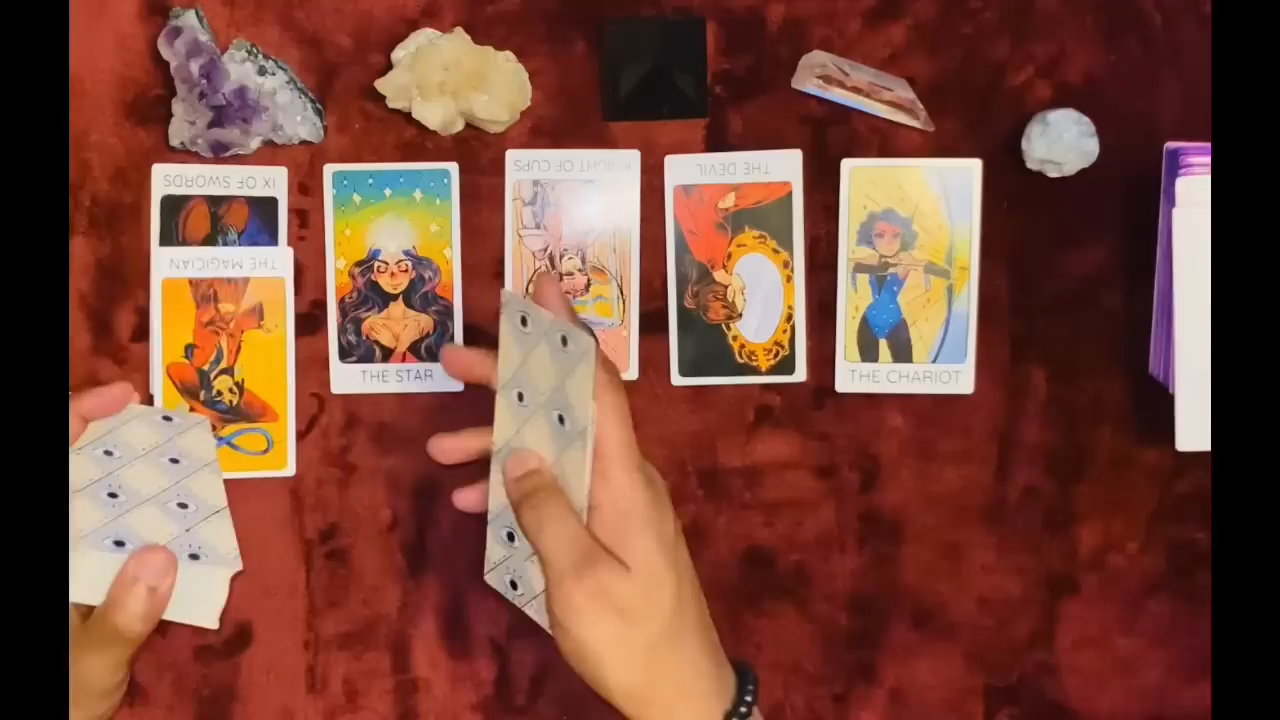 IX OF SWORDS
THE MAGICIAN
THE STAR
KNIGHT OF CUPS
THE DEVIL
THE CHARIOT